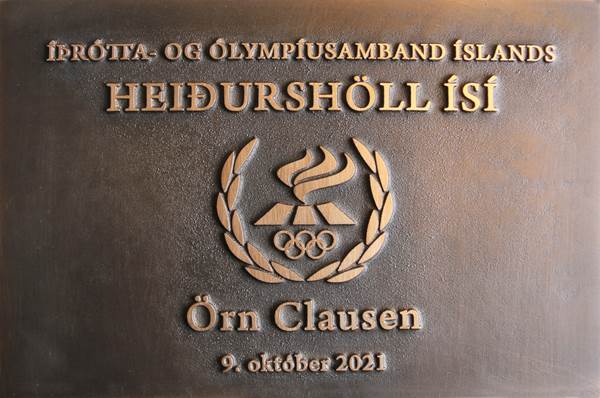 ÍÞRÓTTA- OG ÓLYMPÍUSAMBAND ÍSLANDS
HEIÐURSHÖLL ÍSÍ
Örn Clausen
9. október 2021